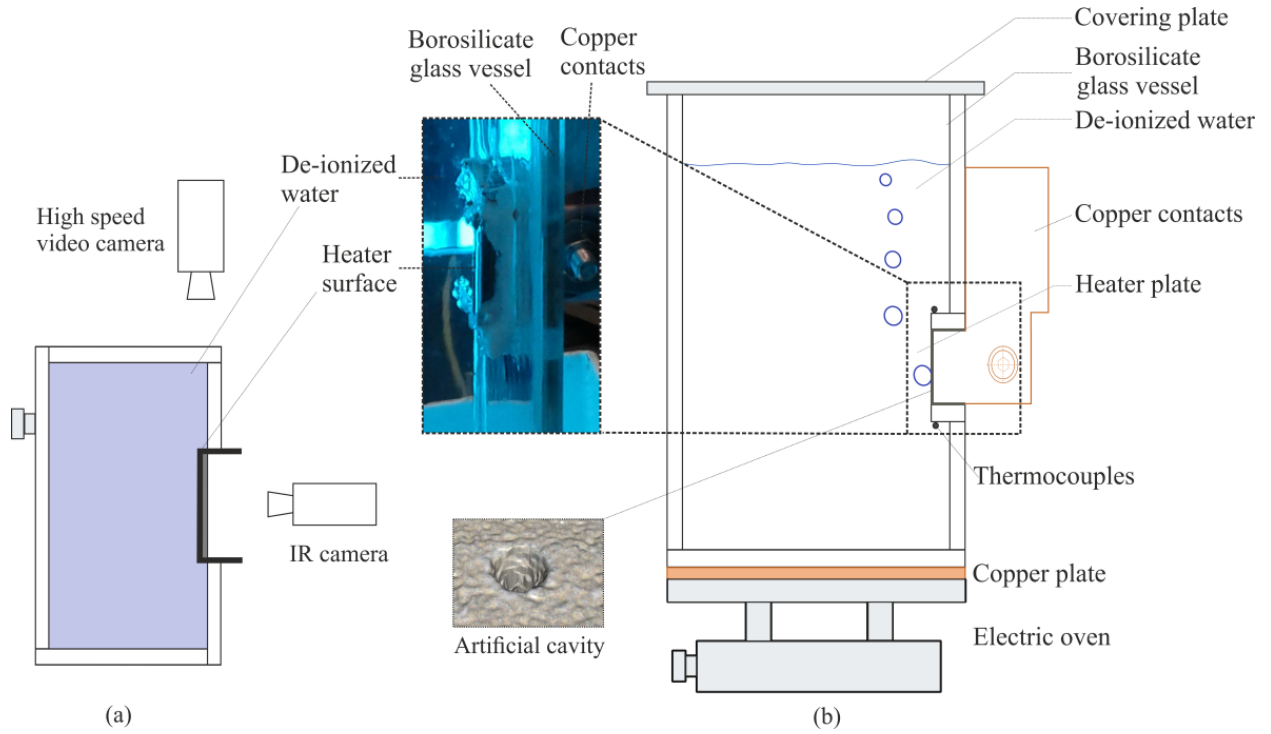 De-ionized
water
High speed
video camera
Heater
surface
IR camera
(a)
Borosilicate
glass vessel
Copper
contacts
Covering plate
Borosilicate
glass vessel
De-ionized water
Copper contacts
Heater plate
Thermocouples
Artificial cavity
Copper plate
Electric oven
(b)